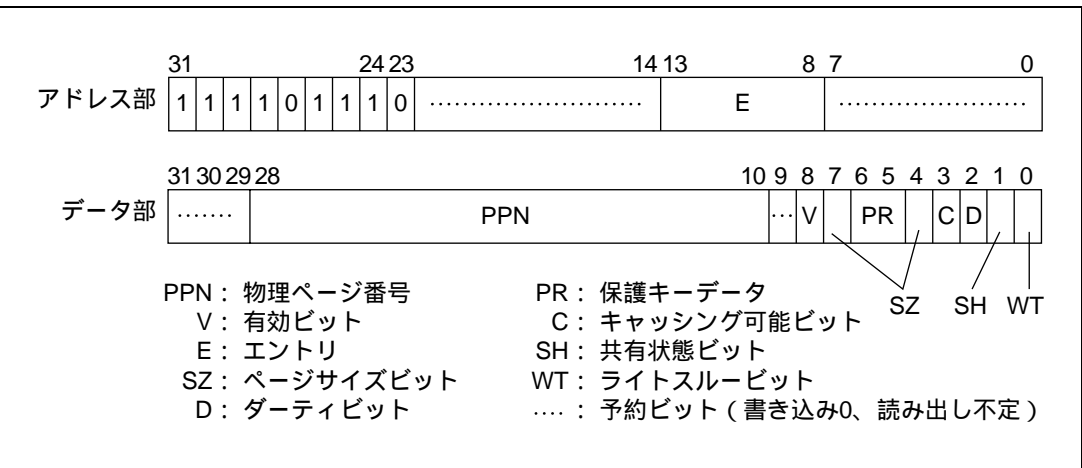 31 24 23 14 13 8 7 0
アドレス部 1 1 1 1 0 1 1 1 0 ························ E ························
31 30 29 28 10 9 8 7 6 5 4 3 2 1 0
データ部 ······· PPN ··· V PR C D
SZ SH WT
PPN： 物理ページ番号 PR： 保護キーデータ
V： 有効ビット C： キャッシング可能ビット
E： エントリ SH： 共有状態ビット
SZ： ページサイズビット WT： ライトスルービット
D： ダーティビット ····： 予約ビット（書き込み0、読み出し不定）